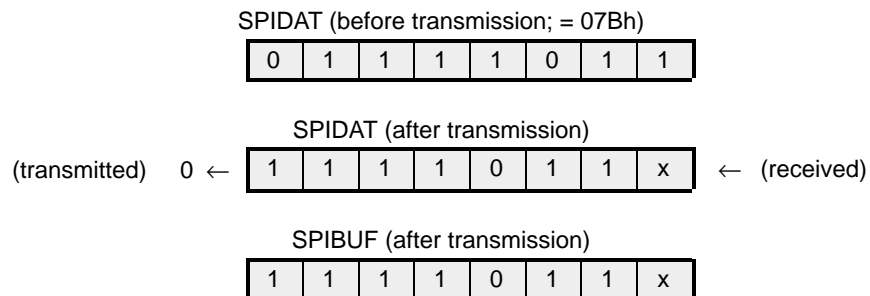 SPIDAT (before transmission; = 07Bh)
0 1 1 1 1 0 1 1
SPIDAT (after transmission)
(transmitted) 0 ← 1 1 1 1 0 1 1 x ← (received)
SPIBUF (after transmission)
1 1 1 1 0 1 1 x